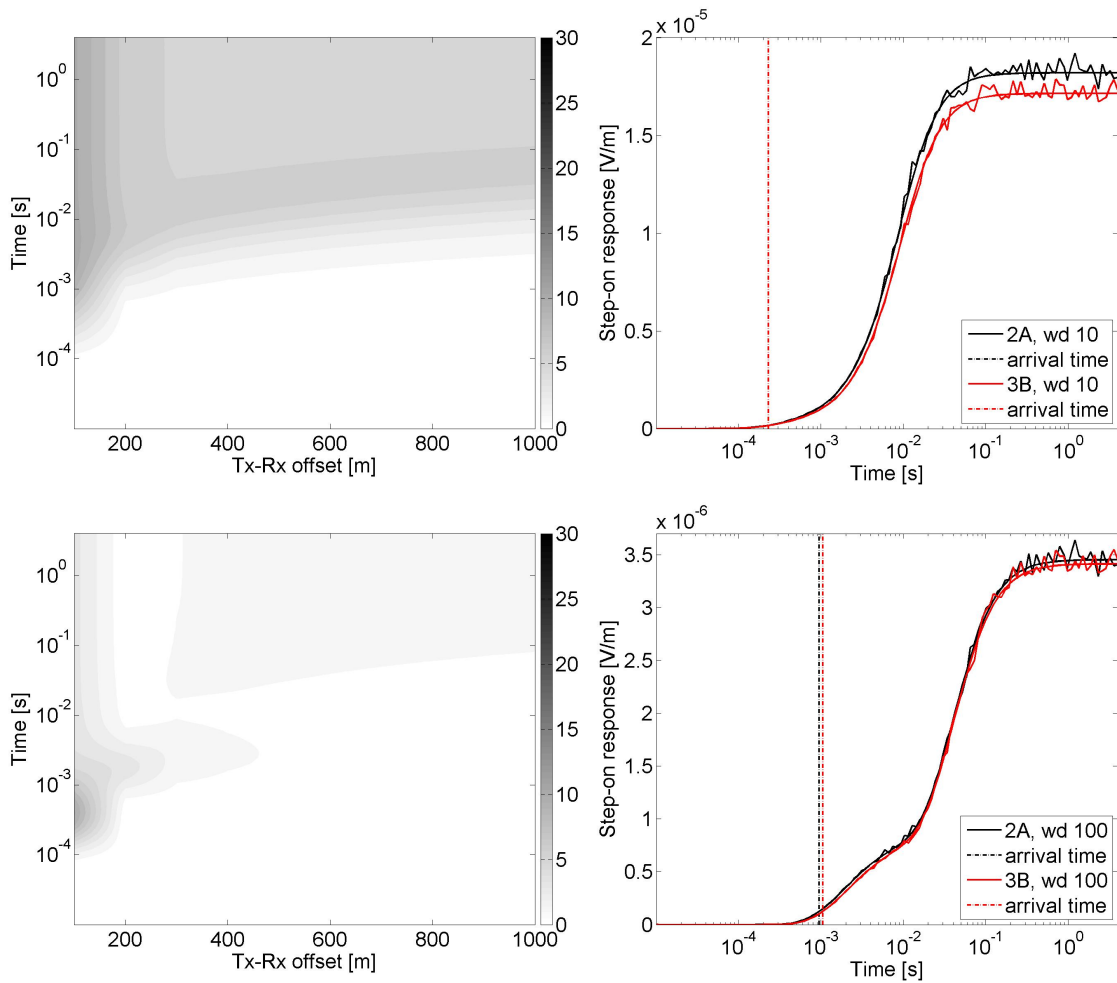 10^0
10^-1
10^-2
10^-3
10^-4
Time [s]
200 400 600 800 1000
Tx-Rx offset [m]
30
25
20
15
10
5
0
x 10^-5
2
1.5
1
0.5
0
Step-on response [V/m]
10^-4 10^-3 10^-2 10^-1 10^0
Time [s]
2A, wd 10
arrival time
3B, wd 10
arrival time
10^0
10^-1
10^-2
10^-3
10^-4
Time [s]
200 400 600 800 1000
Tx-Rx offset [m]
30
25
20
15
10
5
0
x 10^-6
3.5
3
2.5
2
1.5
1
0.5
0
Step-on response [V/m]
10^-4 10^-3 10^-2 10^-1 10^0
Time [s]
2A, wd 100
arrival time
3B, wd 100
arrival time